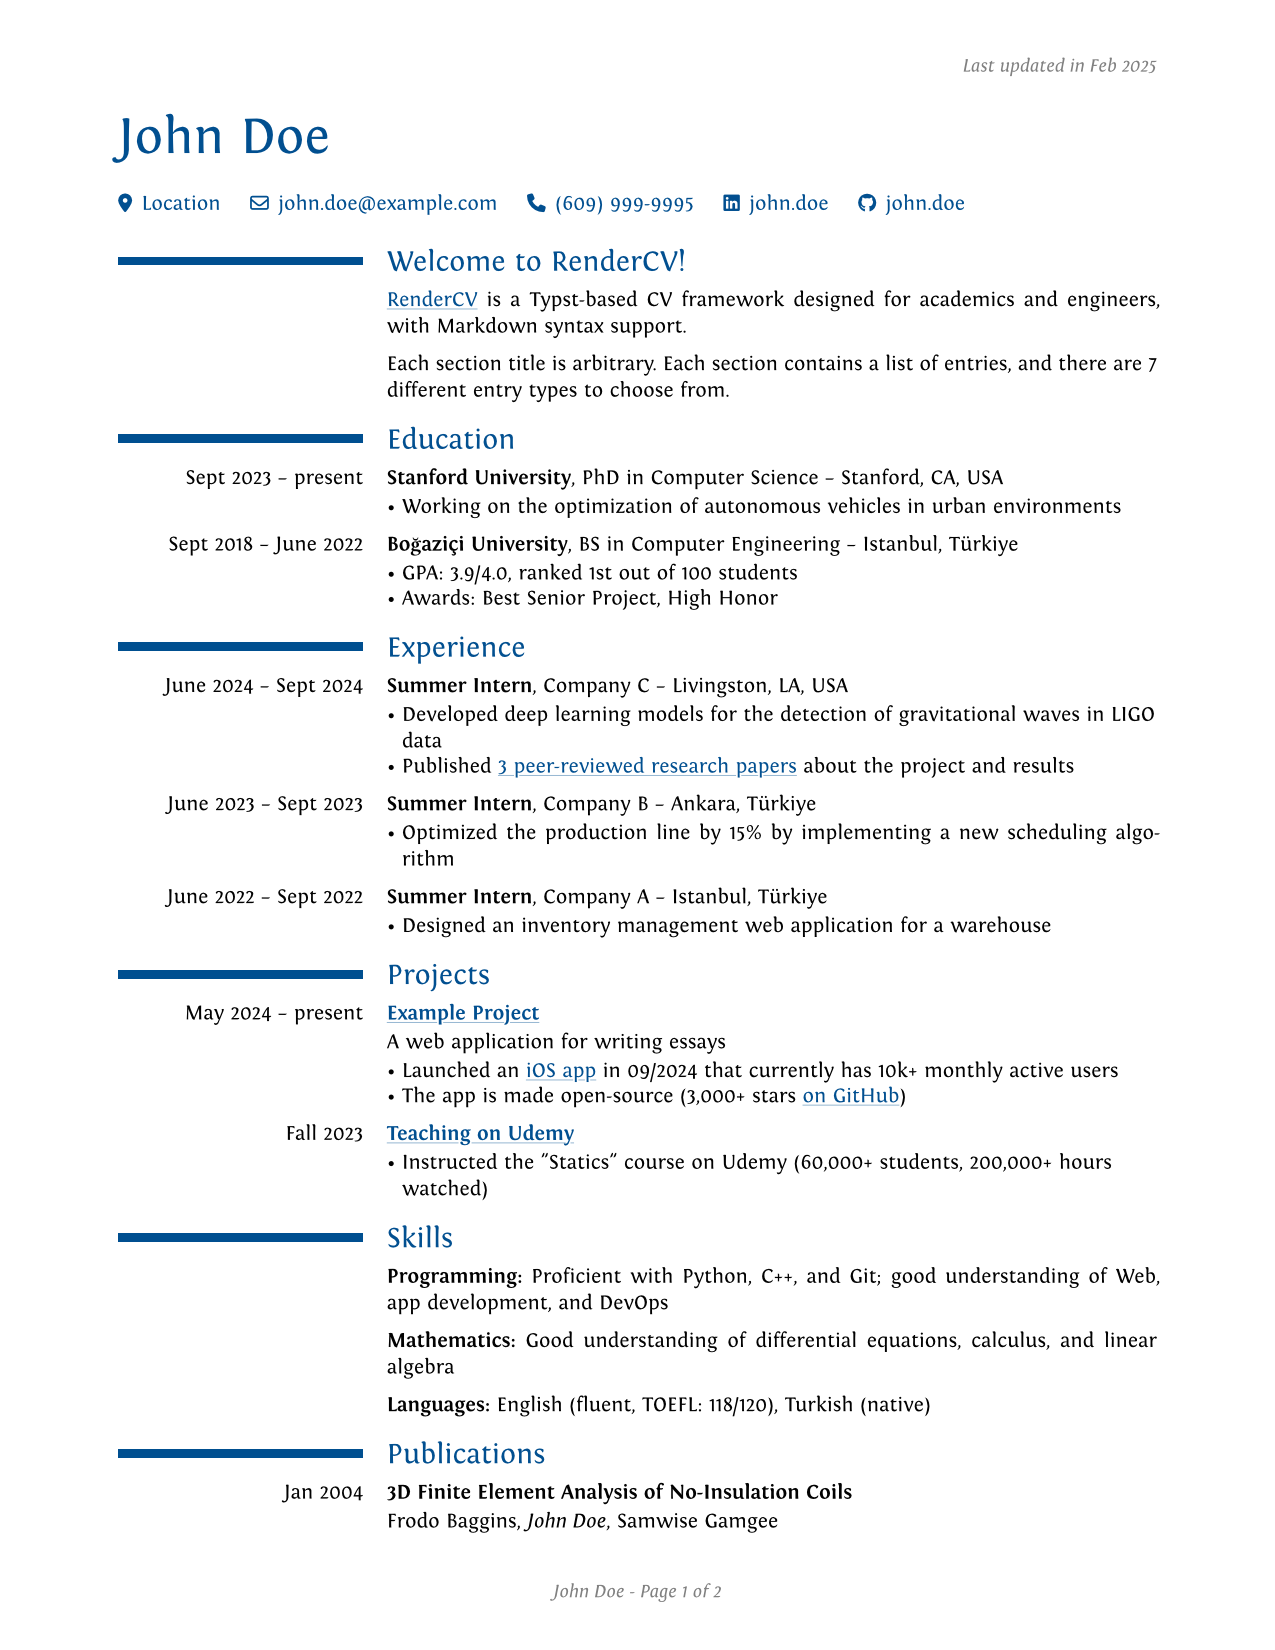 Last updated in Feb 2025
John Doe
Location john.doe@example.com (609) 999-9995 john.doe john.doe
Welcome to RenderCV!
RenderCV is a Typst-based CV framework designed for academics and engineers,
with Markdown syntax support.
Each section title is arbitrary. Each section contains a list of entries, and there are 7
different entry types to choose from.
Education
Sept 2023 – present Stanford University, PhD in Computer Science – Stanford, CA, USA
• Working on the optimization of autonomous vehicles in urban environments
Sept 2018 – June 2022 Boğaziçi University, BS in Computer Engineering – Istanbul, Türkiye
• GPA: 3.9/4.0, ranked 1st out of 100 students
• Awards: Best Senior Project, High Honor
Experience
June 2024 – Sept 2024 Summer Intern, Company C – Livingston, LA, USA
• Developed deep learning models for the detection of gravitational waves in LIGO
data
• Published 3 peer-reviewed research papers about the project and results
June 2023 – Sept 2023 Summer Intern, Company B – Ankara, Türkiye
• Optimized the production line by 15% by implementing a new scheduling algo-
rithm
June 2022 – Sept 2022 Summer Intern, Company A – Istanbul, Türkiye
• Designed an inventory management web application for a warehouse
Projects
May 2024 – present Example Project
A web application for writing essays
• Launched an iOS app in 09/2024 that currently has 10k+ monthly active users
• The app is made open-source (3,000+ stars on GitHub)
Fall 2023 Teaching on Udemy
• Instructed the "Statics" course on Udemy (60,000+ students, 200,000+ hours
watched)
Skills
Programming: Proficient with Python, C++, and Git; good understanding of Web,
app development, and DevOps
Mathematics: Good understanding of differential equations, calculus, and linear
algebra
Languages: English (fluent, TOEFL: 118/120), Turkish (native)
Publications
Jan 2004 3D Finite Element Analysis of No-Insulation Coils
Frodo Baggins, John Doe, Samwise Gamgee
John Doe - Page 1 of 2